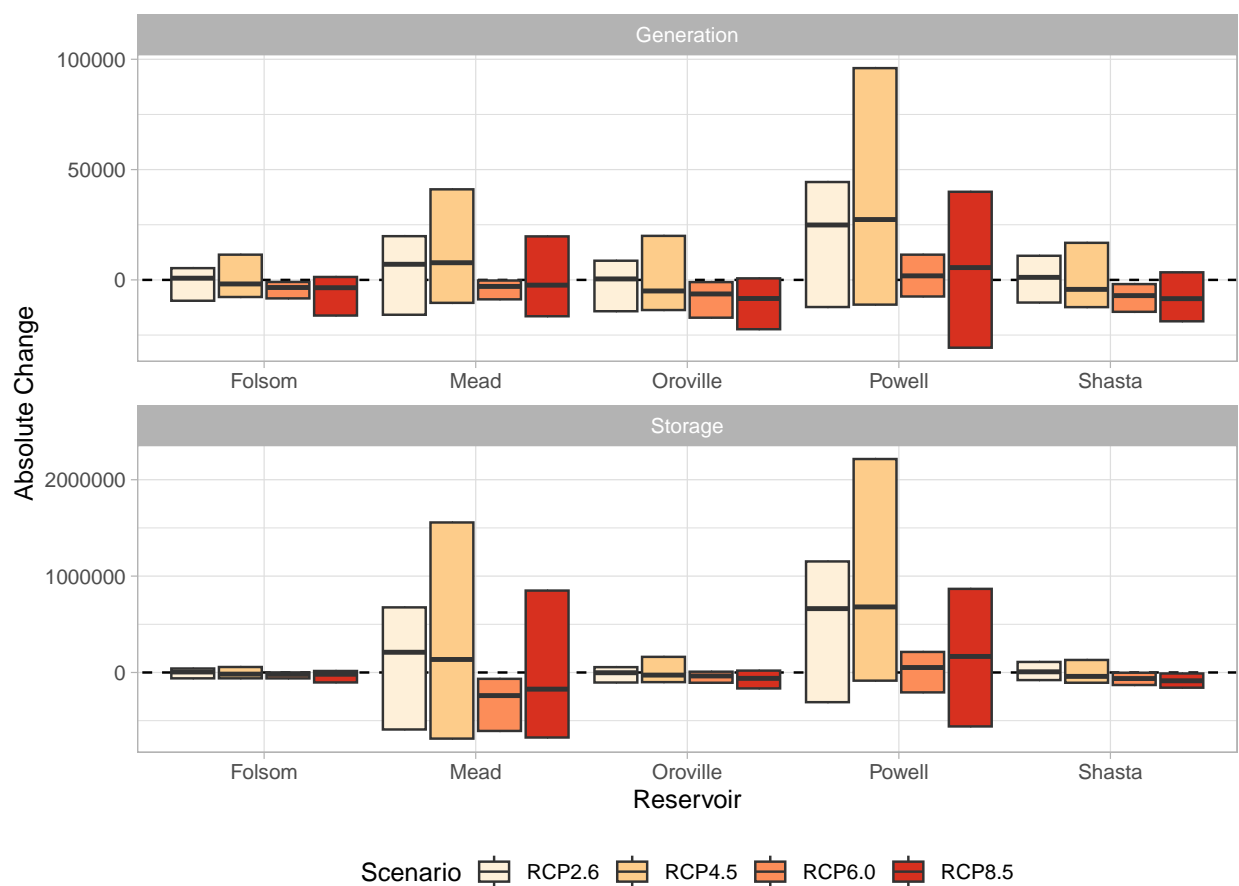 Generation
100000
50000
0
Folsom Mead Oroville Powell Shasta
Absolute Change
Storage
2000000
1000000
0
Folsom Mead Oroville Powell Shasta
Reservoir
Scenario RCP2.6 RCP4.5 RCP6.0 RCP8.5